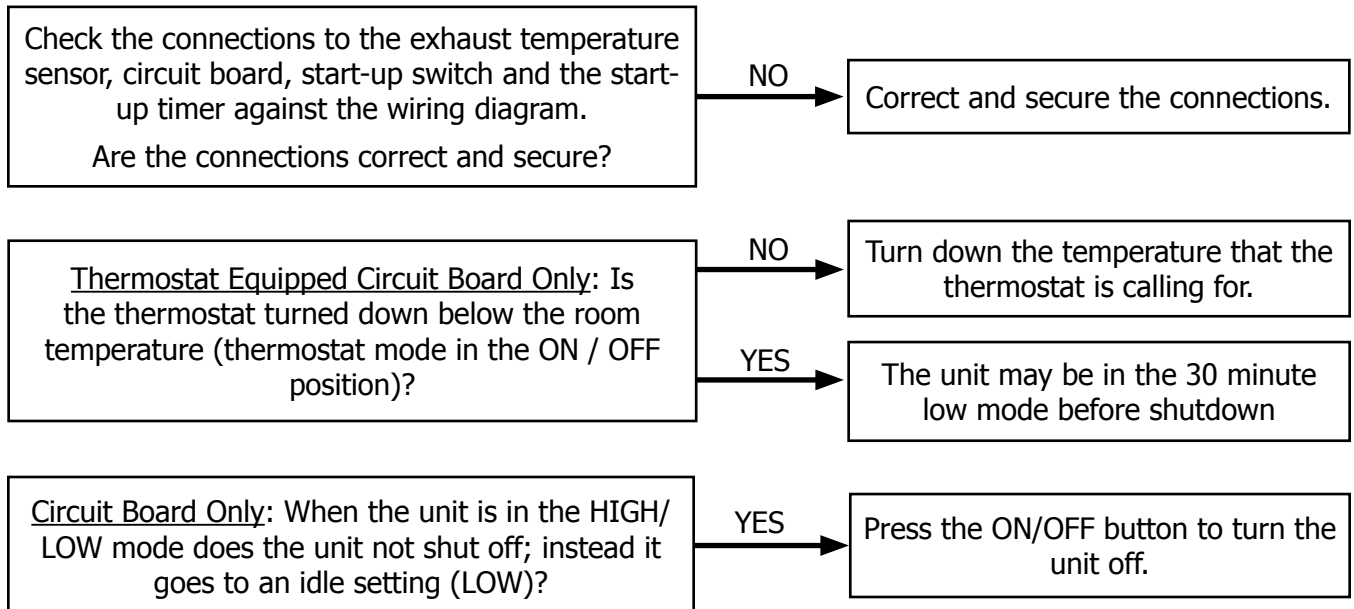 Check the connections to the exhaust temperature
sensor, circuit board, start-up switch and the start-
up timer against the wiring diagram.
Are the connections correct and secure?
NO
Correct and secure the connections.
Thermostat Equipped Circuit Board Only: Is
the thermostat turned down below the room
temperature (thermostat mode in the ON / OFF
position)?
NO
Turn down the temperature that the
thermostat is calling for.
YES
The unit may be in the 30 minute
low mode before shutdown
Circuit Board Only: When the unit is in the HIGH/
LOW mode does the unit not shut off; instead it
goes to an idle setting (LOW)?
YES
Press the ON/OFF button to turn the
unit off.